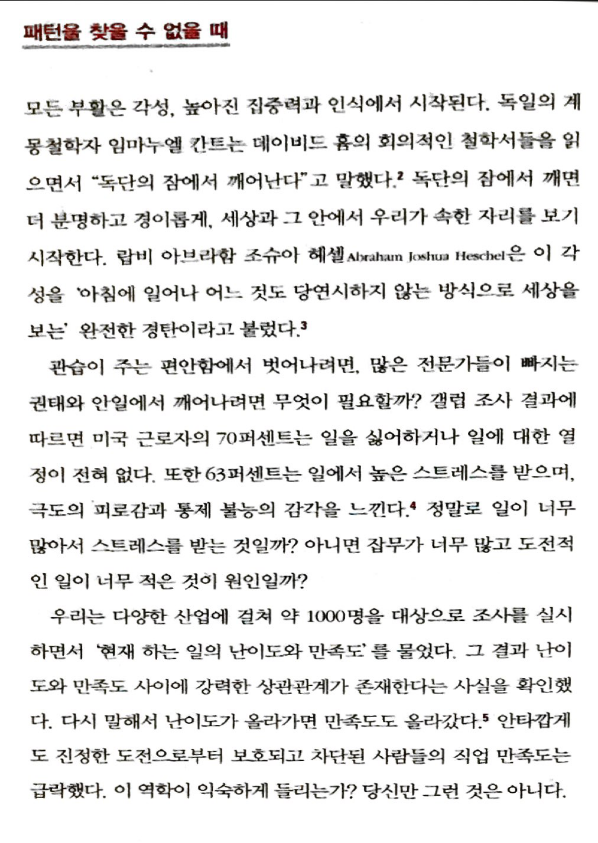 패턴을 찾을 수 없을 때
모든 부활은 각성, 높아진 집중력과 인식에서 시작된다. 독일의 계
몽철학자 임마누엘 칸트는 데이비드 흄의 회의적인 철학서들을 읽
으면서 “독단의 잠에서 깨어난다”고 말했다.2 독단의 잠에서 깨면
더 분명하고 경이롭게, 세상과 그 안에서 우리가 속한 자리를 보기
시작한다. 랍비 아브라함 조슈아 헤셸Abraham Joshua Heschel은 이 각
성을 ‘아침에 일어나 어느 것도 당연시하지 않는 방식으로 세상을
보는’ 완전한 경탄이라고 불렀다.3
관습이 주는 편안함에서 벗어나려면, 많은 전문가들이 빠지는
권태와 안일에서 깨어나려면 무엇이 필요할까? 갤럽 조사 결과에
따르면 미국 근로자의 70퍼센트는 일을 싫어하거나 일에 대한 열
정이 전혀 없다. 또한 63퍼센트는 일에서 높은 스트레스를 받으며,
극도의 피로감과 통제 불능의 감각을 느낀다.4 정말로 일이 너무
많아서 스트레스를 받는 것일까? 아니면 잡무가 너무 많고 도전적
인 일이 너무 적은 것이 원인일까?
우리는 다양한 산업에 걸쳐 약 1000명을 대상으로 조사를 실시
하면서 ‘현재 하는 일의 난이도와 만족도’를 물었다. 그 결과 난이
도와 만족도 사이에 강력한 상관관계가 존재한다는 사실을 확인했
다. 다시 말해서 난이도가 올라가면 만족도도 올라갔다.5 안타깝게
도 진정한 도전으로부터 보호되고 차단된 사람들의 직업 만족도는
급락했다. 이 역학이 익숙하게 들리는가? 당신만 그런 것은 아니다.